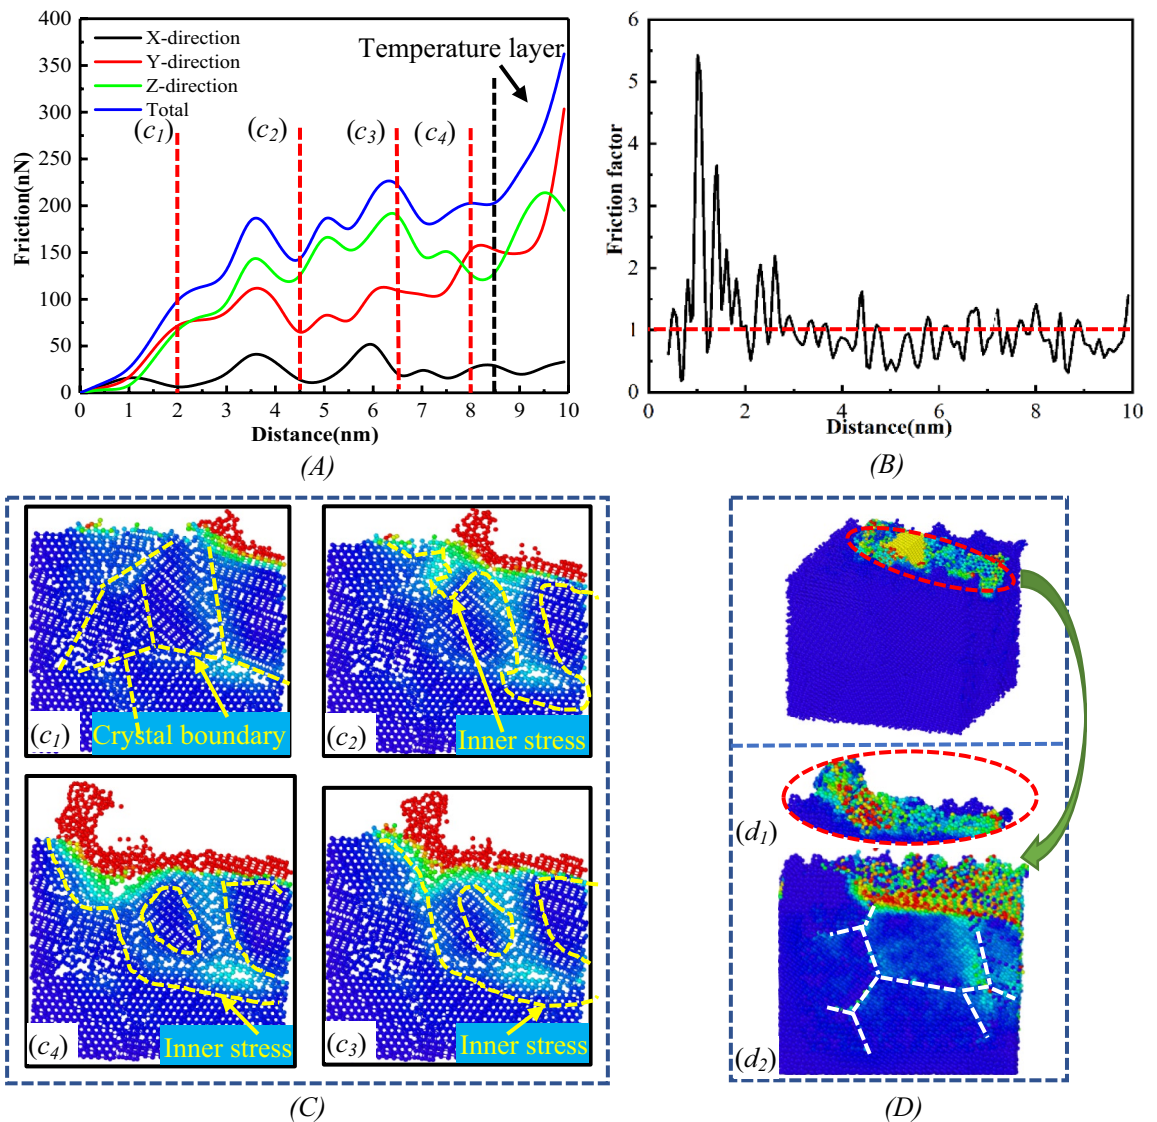 400
350
300
250
200
150
100
50
0
Friction(nN)
X-direction
Y-direction
Z-direction
Total
Temperature layer
(c1)
(c2)
(c3)
(c4)
0 1 2 3 4 5 6 7 8 9 10
Distance(nm)
(A)
6
5
4
3
2
1
0
Friction factor
0 2 4 6 8 10
Distance(nm)
(B)
(c1)
Crystal boundary
(c2)
Inner stress
(c4)
Inner stress
(c3)
Inner stress
(C)
(d1)
(d2)
(D)